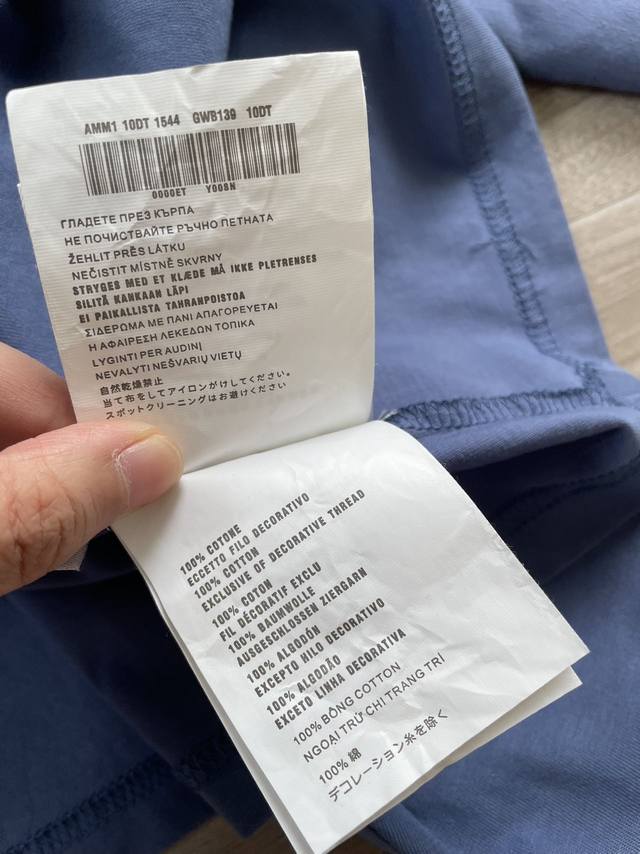 AMM1 10DT 1544 GWB139 10DT
0000ET Y009N
ГЛАДЕТЕ ПРЕЗ КЪРПА
НЕ ПОЧИСТВАЙТЕ РЪЧНО ПЕТНАТА
ŽEHLIT PŘES LÁTKU
NEČISTIT MÍSTNĚ SKVRNY
STRYGES MED ET KLÆDE MÅ IKKE PLETRENSES
SILITÄ KANKAAN LÄPI
EI PAIKALLISTA TAHRANPOISTOA
ΣΙΔΕΡΩΜΑ ΜΕ ΠΑΝΙ ΑΠΑΓΟΡΕΥΕΤΑΙ
Η ΑΦΑΙΡΕΣΗ ΛΕΚΕΔΩΝ ΤΟΠΙΚΑ
LYGINTI PER AUDINĮ
NEVALYTI NEŠVARIŲ VIETŲ
自然乾燥禁止
当て布をしてアイロンがけしてください。
スポットクリーニングはお避けください
100% COTONE
ECCETTO FILO DECORATIVO
100% COTTON
EXCLUSIVE OF DECORATIVE THREAD
100% COTON
FIL DÉCORATIF EXCLU
100% BAUMWOLLE
AUSGESCHLOSSEN ZIERGARN
100% ALGODÓN
EXCEPTO HILO DECORATIVO
100% ALGODÃO
EXCETO LINHA DECORATIVA
100% BÔNG COTTON
NGOẠI TRỪ CHỈ TRANG TRÍ
100% 綿
デコレーション糸を除く